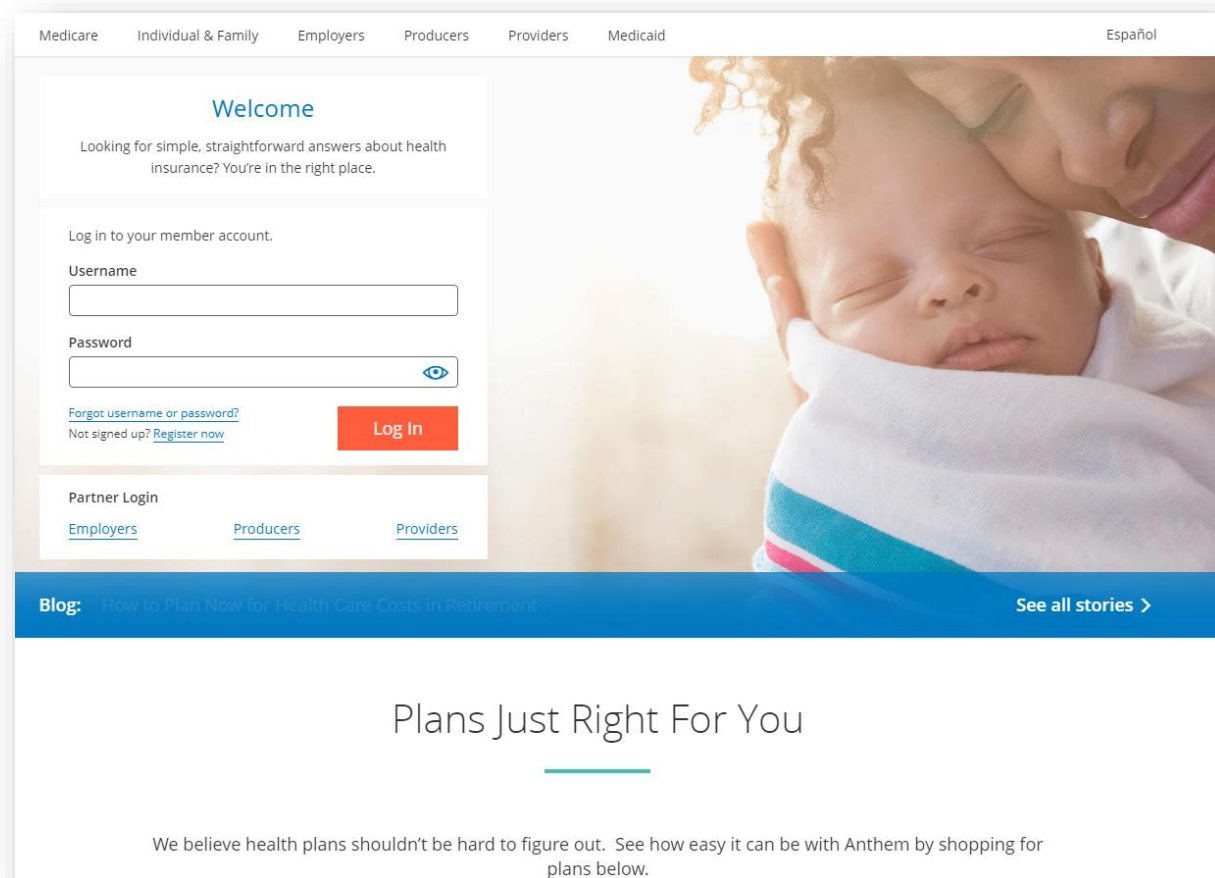 Medicare Individual & Family Employers Producers Providers Medicaid Español
Welcome
Looking for simple, straightforward answers about health
insurance? You’re in the right place.
Log in to your member account.
Username
Password
Forgot username or password?
Not signed up? Register now
Log In
Partner Login
Employers Producers Providers
Blog: How to Plan Now for Health Care Costs in Retirement See all stories
Plans Just Right For You
We believe health plans shouldn’t be hard to figure out. See how easy it can be with Anthem by shopping for
plans below.